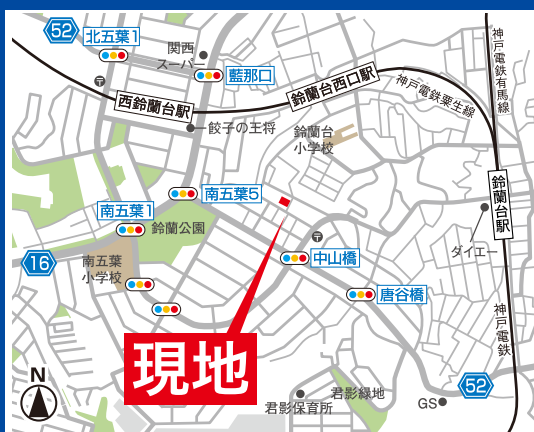 52
北五葉1
関西
スーパー
藍那口
西鈴蘭台駅
鈴蘭台西口駅
神戸電鉄粟生線
神戸電鉄有馬線
餃子の王将
鈴蘭台
小学校
南五葉5
南五葉1
鈴蘭公園
鈴蘭台駅
ダイエー
16
南五葉
小学校
中山橋
唐谷橋
神戸電鉄
現地
N
君影緑地
君影保育所
GS
52